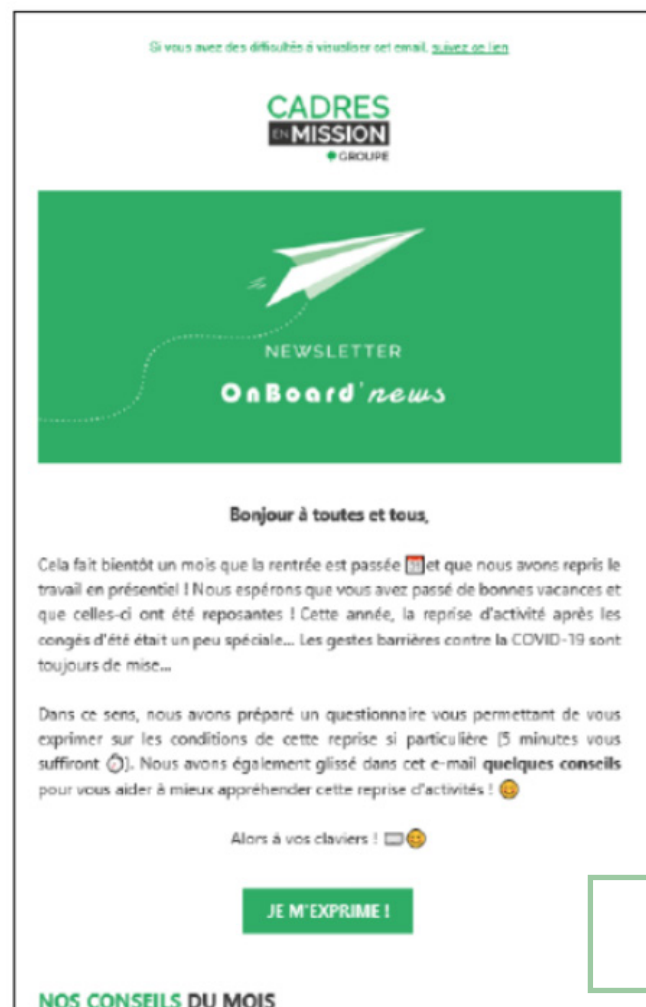 Si vous avez des difficultés à visualiser cet email, suivez ce lien
CADRES
EN MISSION
GROUPE
NEWSLETTER
OnBoard'news
Bonjour à toutes et tous,
Cela fait bientôt un mois que la rentrée est passée 📅et que nous avons repris le
travail en présentiel ! Nous espérons que vous avez passé de bonnes vacances et
que celles-ci ont été reposantes ! Cette année, la reprise d'activité après les
congés d'été était un peu spéciale... Les gestes barrières contre la COVID-19 sont
toujours de mise...
Dans ce sens, nous avons préparé un questionnaire vous permettant de vous
exprimer sur les conditions de cette reprise si particulière (5 minutes vous
suffiront ⏱). Nous avons également glissé dans cet e-mail quelques conseils
pour vous aider à mieux appréhender cette reprise d'activités ! 😊
Alors à vos claviers ! ⌨😊
JE M'EXPRIME !
NOS CONSEILS DU MOIS